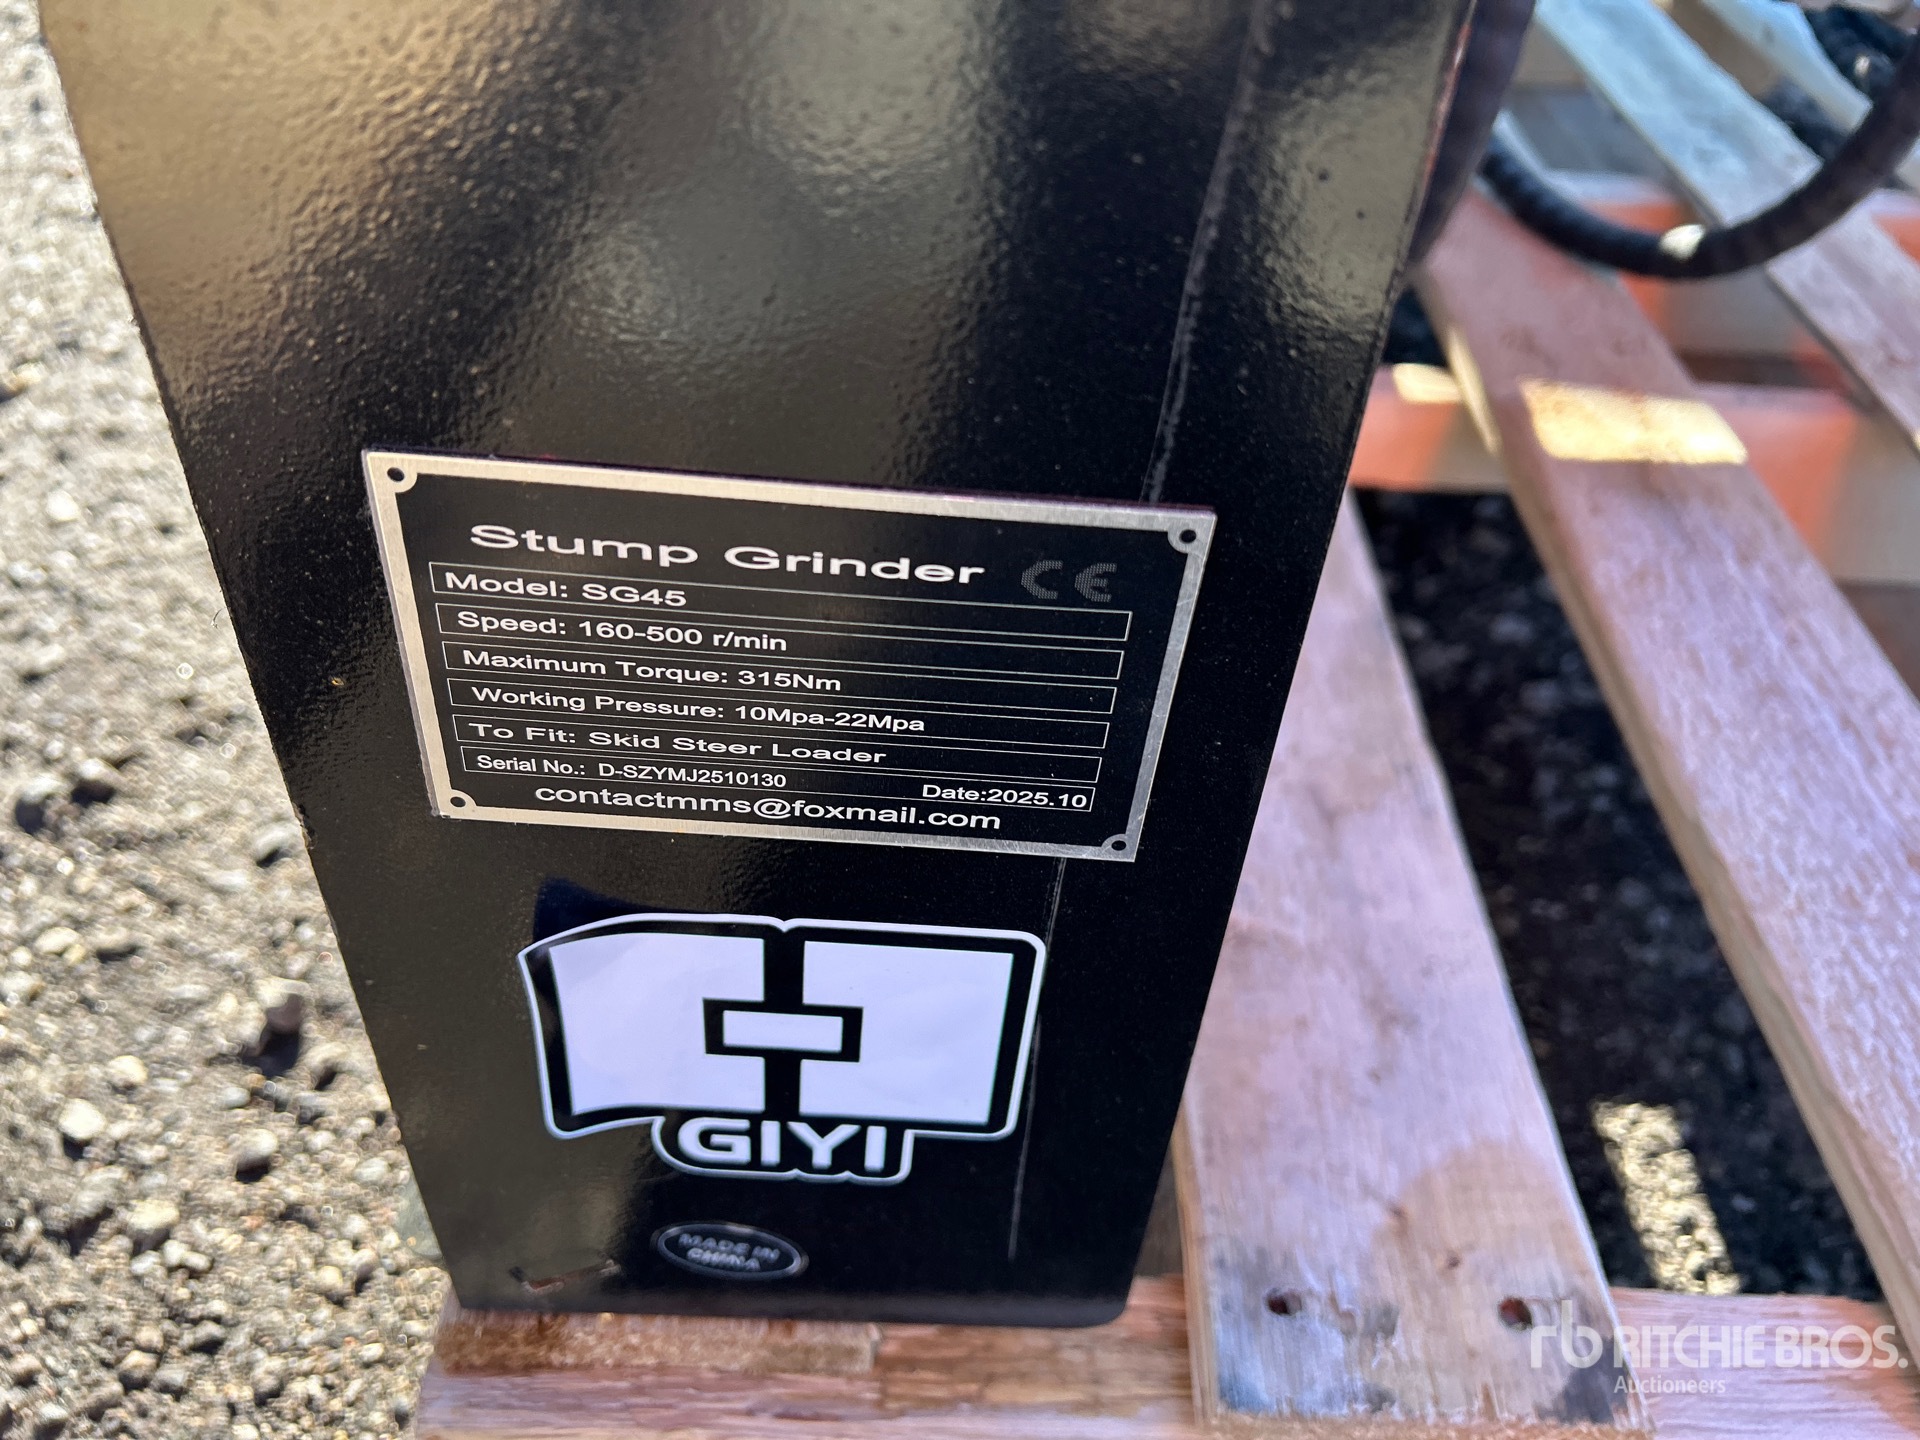 Stump Grinder CE
Model: SG45
Speed: 160-500 r/min
Maximum Torque: 315Nm
Working Pressure: 10Mpa-22Mpa
To Fit: Skid Steer Loader
Serial No.: D-SZYMJ2510130 Date:2025.10
contactmms@foxmail.com
GIYI
MADE IN
CHINA
rb RITCHIE BROS.
Auctioneers